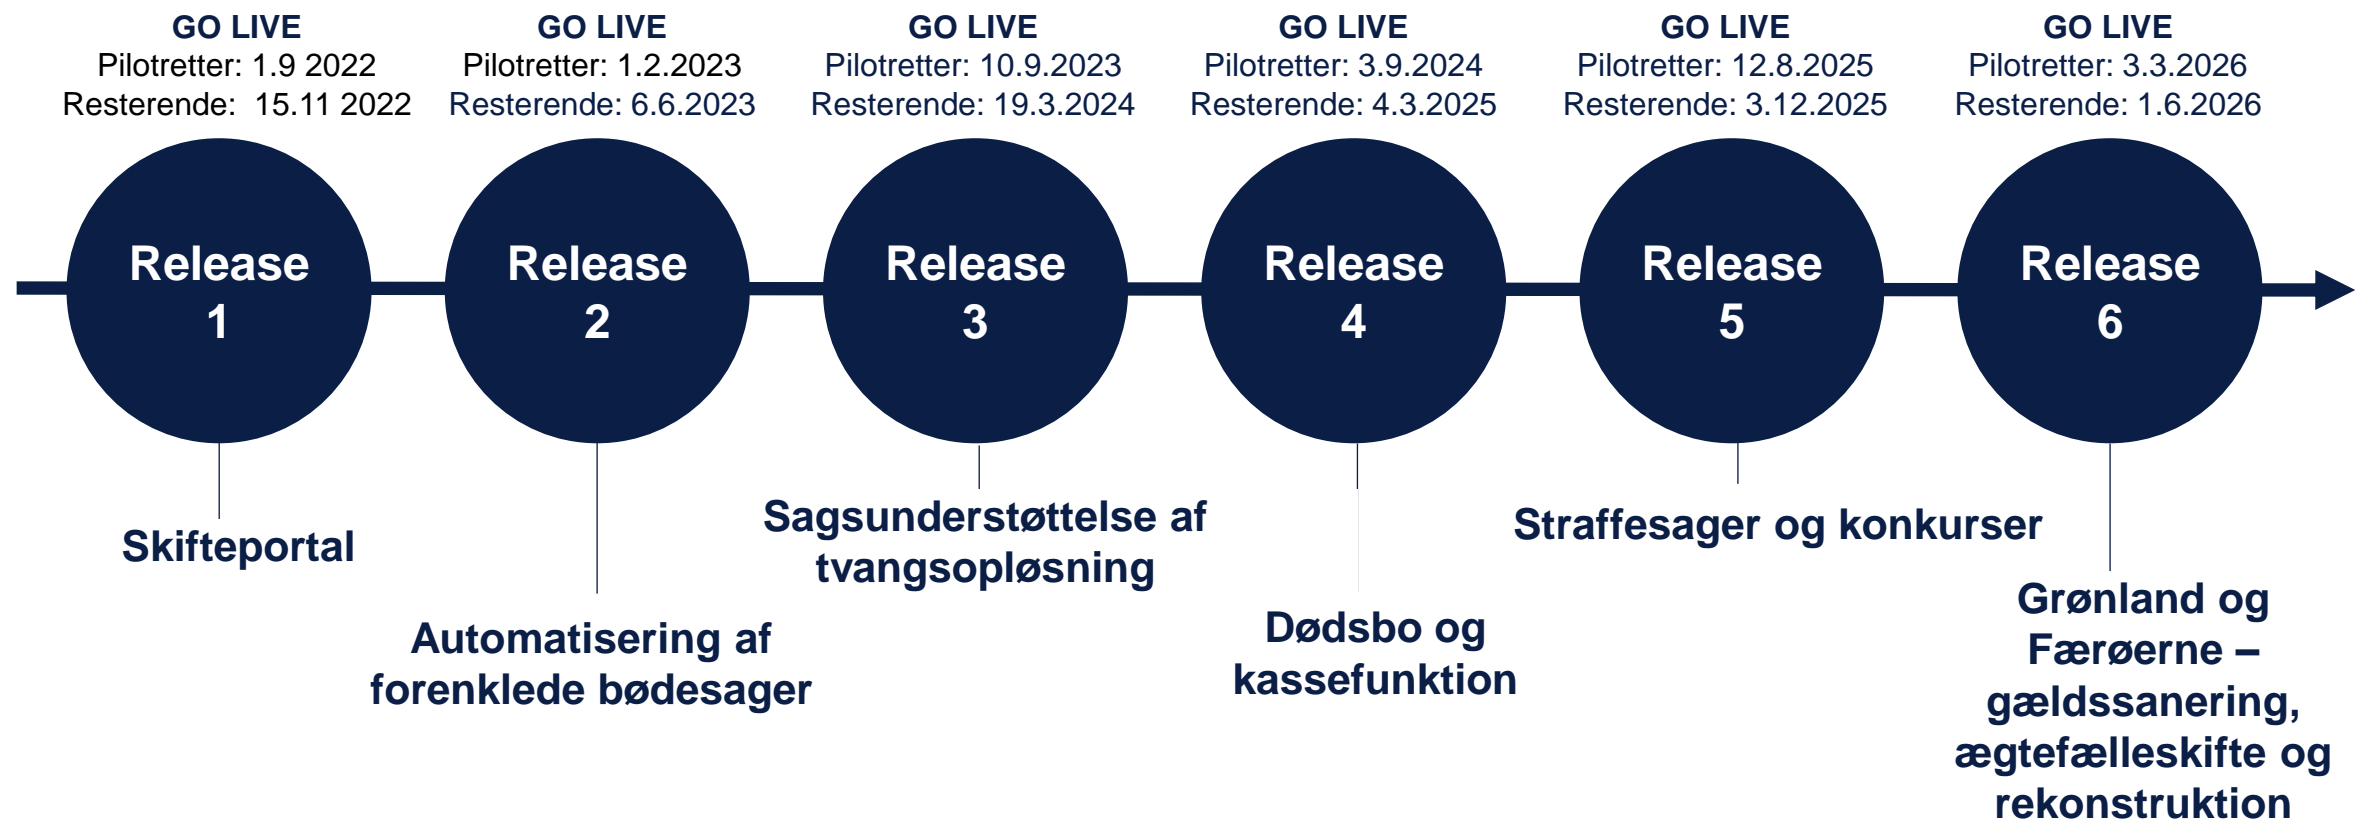 GO LIVE
Pilotretter: 1.9 2022
Resterende:  15.11 2022
GO LIVE
Pilotretter: 1.2.2023
Resterende: 6.6.2023
GO LIVE
Pilotretter: 10.9.2023
Resterende: 19.3.2024
GO LIVE
Pilotretter: 3.9.2024
Resterende: 4.3.2025
GO LIVE
Pilotretter: 12.8.2025
Resterende: 3.12.2025
GO LIVE
Pilotretter: 3.3.2026
Resterende: 1.6.2026
Release
1
Release
2
Release
3
Release
4
Release
5
Release
6
Skifteportal
Automatisering af
forenklede bødesager
Sagsunderstøttelse af
tvangsopløsning
Dødsbo og
kassefunktion
Straffesager og konkurser
Grønland og
Færøerne –
gældssanering,
ægtefælleskifte og
rekonstruktion